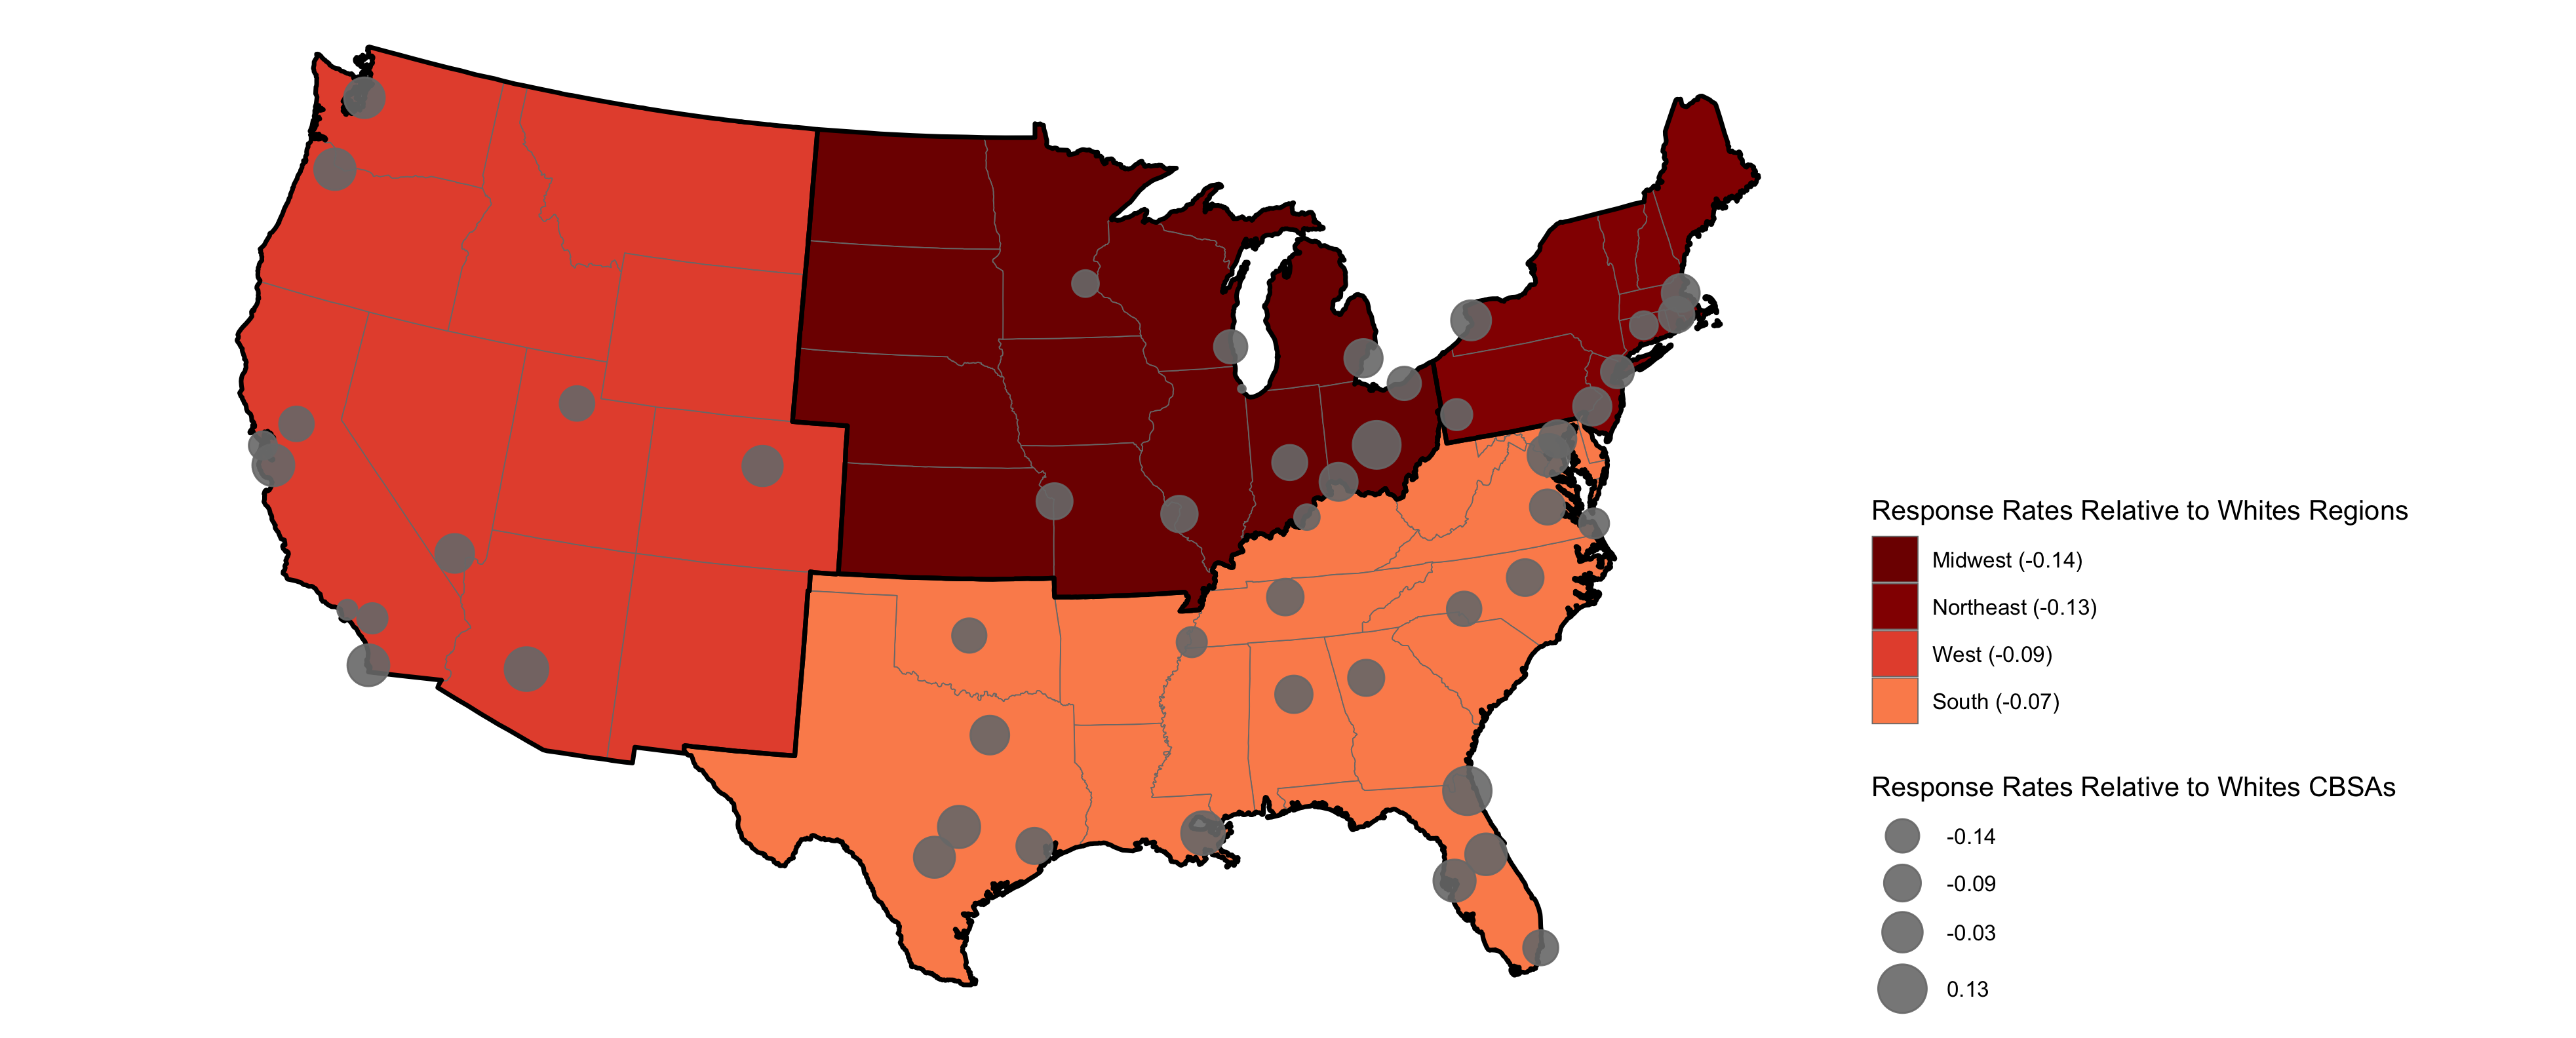 Response Rates Relative to Whites Regions
Midwest (-0.14)
Northeast (-0.13)
West (-0.09)
South (-0.07)
Response Rates Relative to Whites CBSAs
-0.14
-0.09
-0.03
0.13